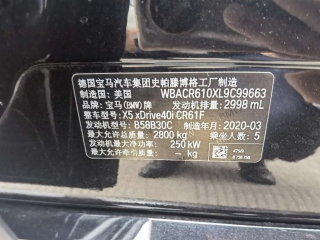 德国宝马汽车集团史帕滕博格工厂制造
制造国: 美国 WBACR610XL9C99663
品牌: 宝马(BMW)牌 发动机排量: 2998 mL
整车型号: X5 xDrive40i CR61F
发动机型号: B58B30C 制造年月: 2020-03
最大允许总质量: 2800 kg 乘坐人数: 5
最大净功率: 250 kW
最大允许牵引质量: -- kg